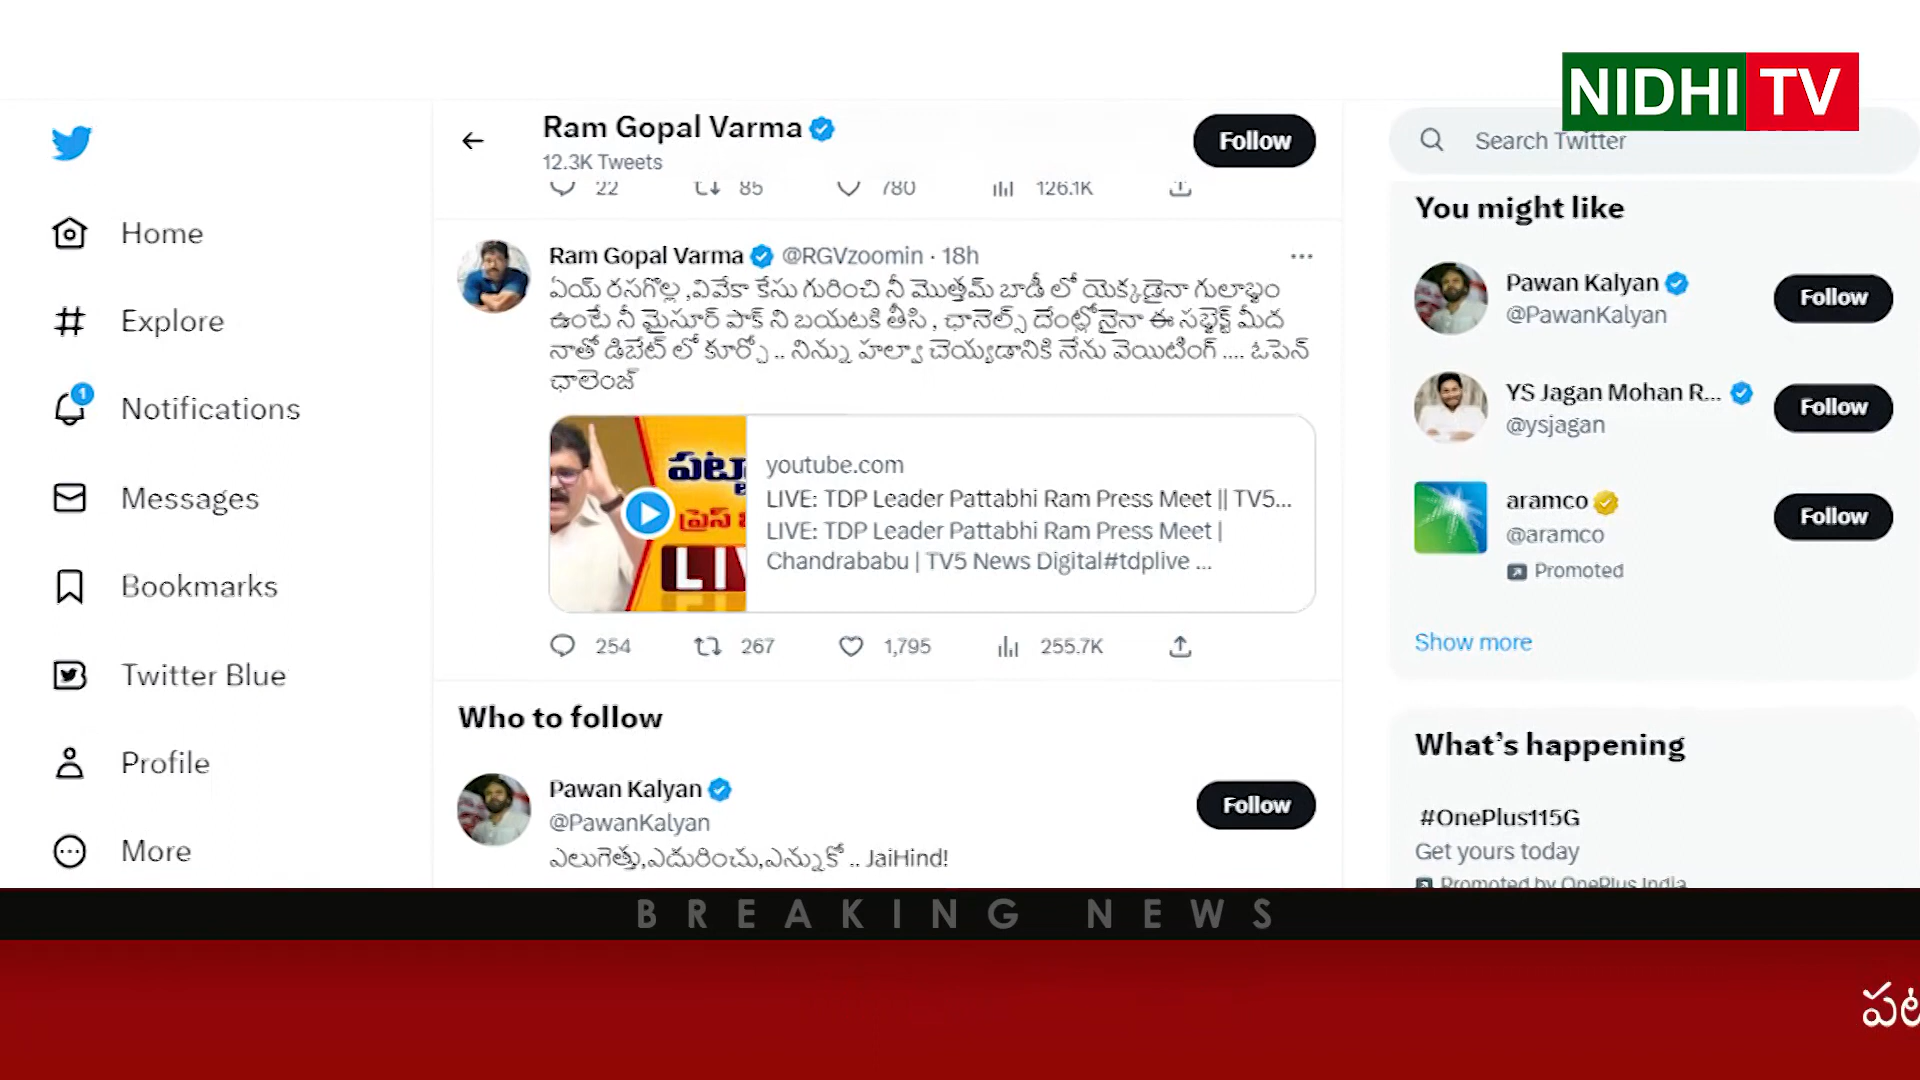 NIDHI TV
Ram Gopal Varma
Follow
12.3K Tweets
Search Twitter
22 85 780 126.1K
Home
Explore
1
Notifications
Messages
Bookmarks
Twitter Blue
Profile
More
Ram Gopal Varma @RGVzoomin · 18h
ఏయ్ రసగొల్ల ,వివేకా కేసు గురించి నీ మొత్తమ్ బాడీ లో యెక్కడైనా గులాబ్జం
ఉంటే నీ మైసూర్ పాక్ ని బయటకి తీసి , ఛానెల్స్ దేంట్లోనైనా ఈ సబ్జెక్ట్ మీద
నాతో డిబేట్ లో కూర్చో .. నిన్ను హల్వా చెయ్యడానికి నేను వెయిటింగ్ .... ఓపెన్
ఛాలెంజ్
ప్రెస్
youtube.com
LIVE: TDP Leader Pattabhi Ram Press Meet || TV5...
LIVE: TDP Leader Pattabhi Ram Press Meet |
Chandrababu | TV5 News Digital#tdplive ...
254 267 1,795 255.7K
Who to follow
Pawan Kalyan
@PawanKalyan
Follow
ఎలుగెత్తు,ఎదురించు,ఎన్నుకో .. JaiHind!
You might like
Pawan Kalyan
@PawanKalyan
Follow
YS Jagan Mohan R...
@ysjagan
Follow
aramco
@aramco
Follow
Promoted
Show more
What's happening
#OnePlus115G
Get yours today
Promoted by OnePlus India
BREAKING NEWS